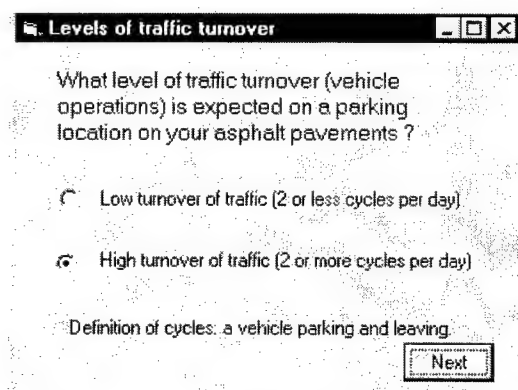 Levels of traffic turnover
What level of traffic turnover (vehicle
operations) is expected on a parking
location on your asphalt pavements ?
Low turnover of traffic (2 or less cycles per day)
High turnover of traffic (2 or more cycles per day)
Definition of cycles: a vehicle parking and leaving.
Next